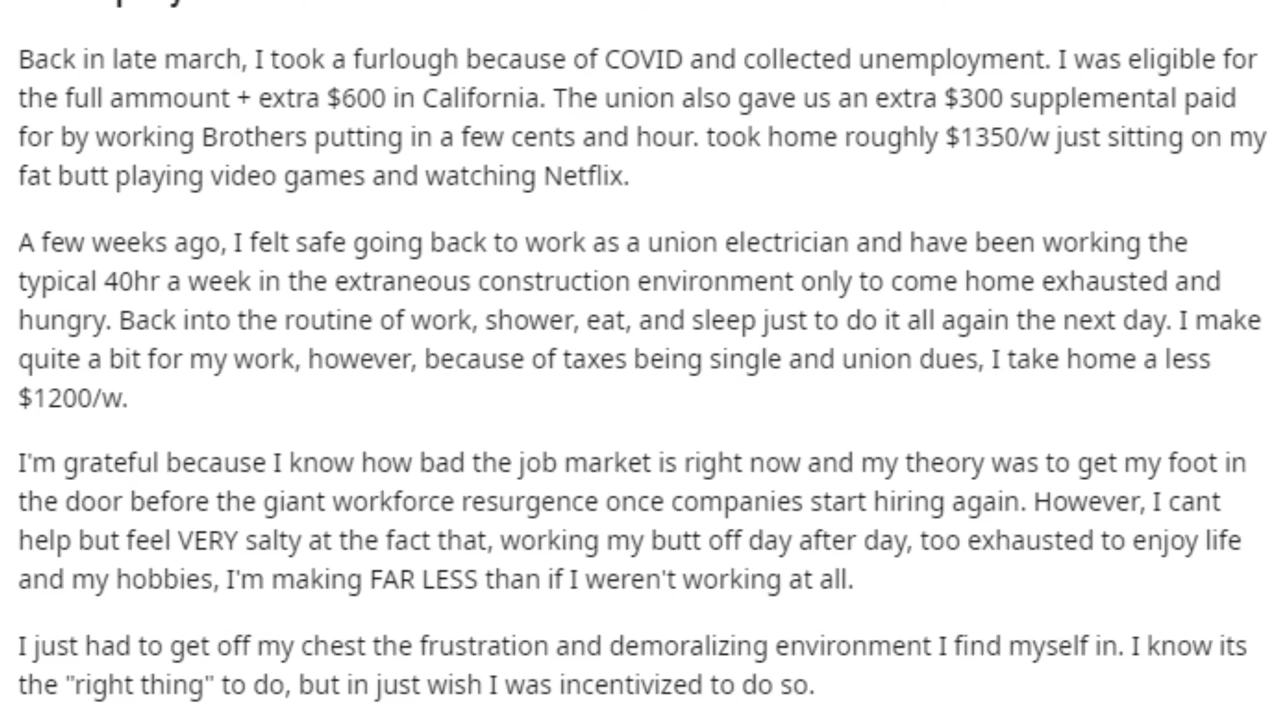 Back in late march, I took a furlough because of COVID and collected unemployment. I was eligible for
the full ammount + extra $600 in California. The union also gave us an extra $300 supplemental paid
for by working Brothers putting in a few cents and hour. took home roughly $1350/w just sitting on my
fat butt playing video games and watching Netflix.
A few weeks ago, I felt safe going back to work as a union electrician and have been working the
typical 40hr a week in the extraneous construction environment only to come home exhausted and
hungry. Back into the routine of work, shower, eat, and sleep just to do it all again the next day. I make
quite a bit for my work, however, because of taxes being single and union dues, I take home a less
$1200/w.
I'm grateful because I know how bad the job market is right now and my theory was to get my foot in
the door before the giant workforce resurgence once companies start hiring again. However, I cant
help but feel VERY salty at the fact that, working my butt off day after day, too exhausted to enjoy life
and my hobbies, I'm making FAR LESS than if I weren't working at all.
I just had to get off my chest the frustration and demoralizing environment I find myself in. I know its
the "right thing" to do, but in just wish I was incentivized to do so.